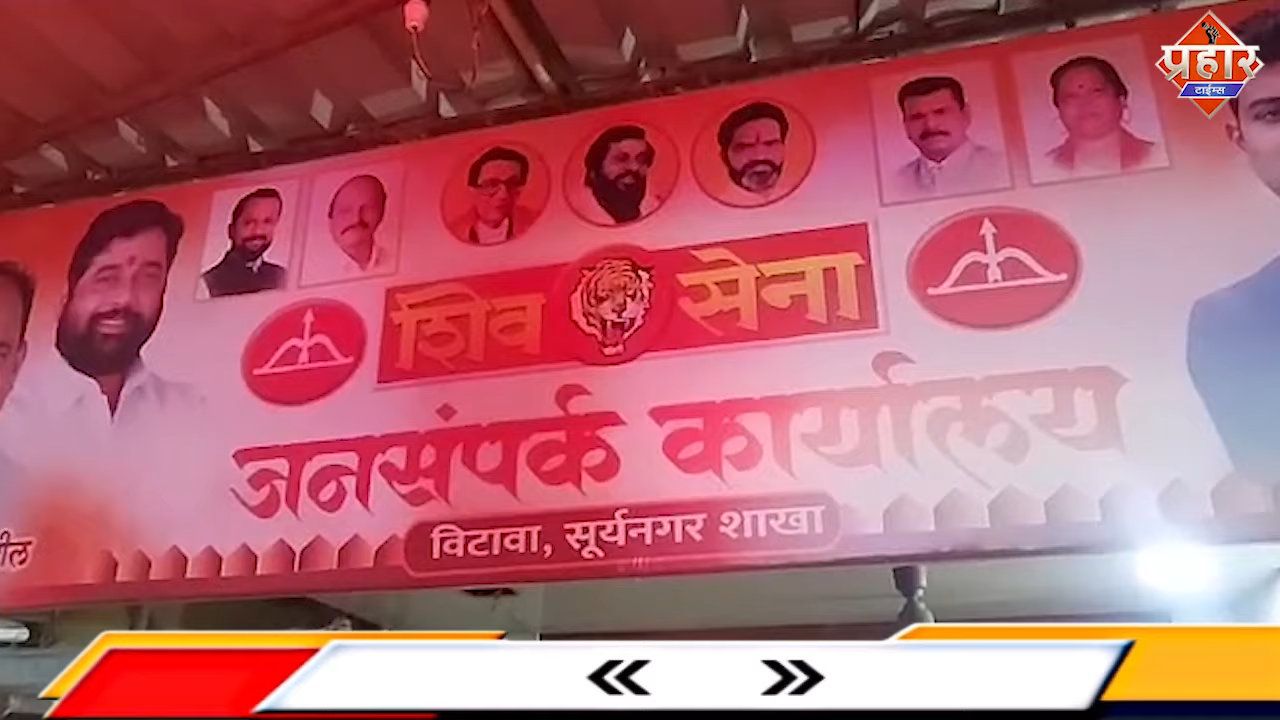 प्रहार
टाईम्स
शिव सेना
जनसंपर्क कार्यालय
विटावा, सूर्यनगर शाखा